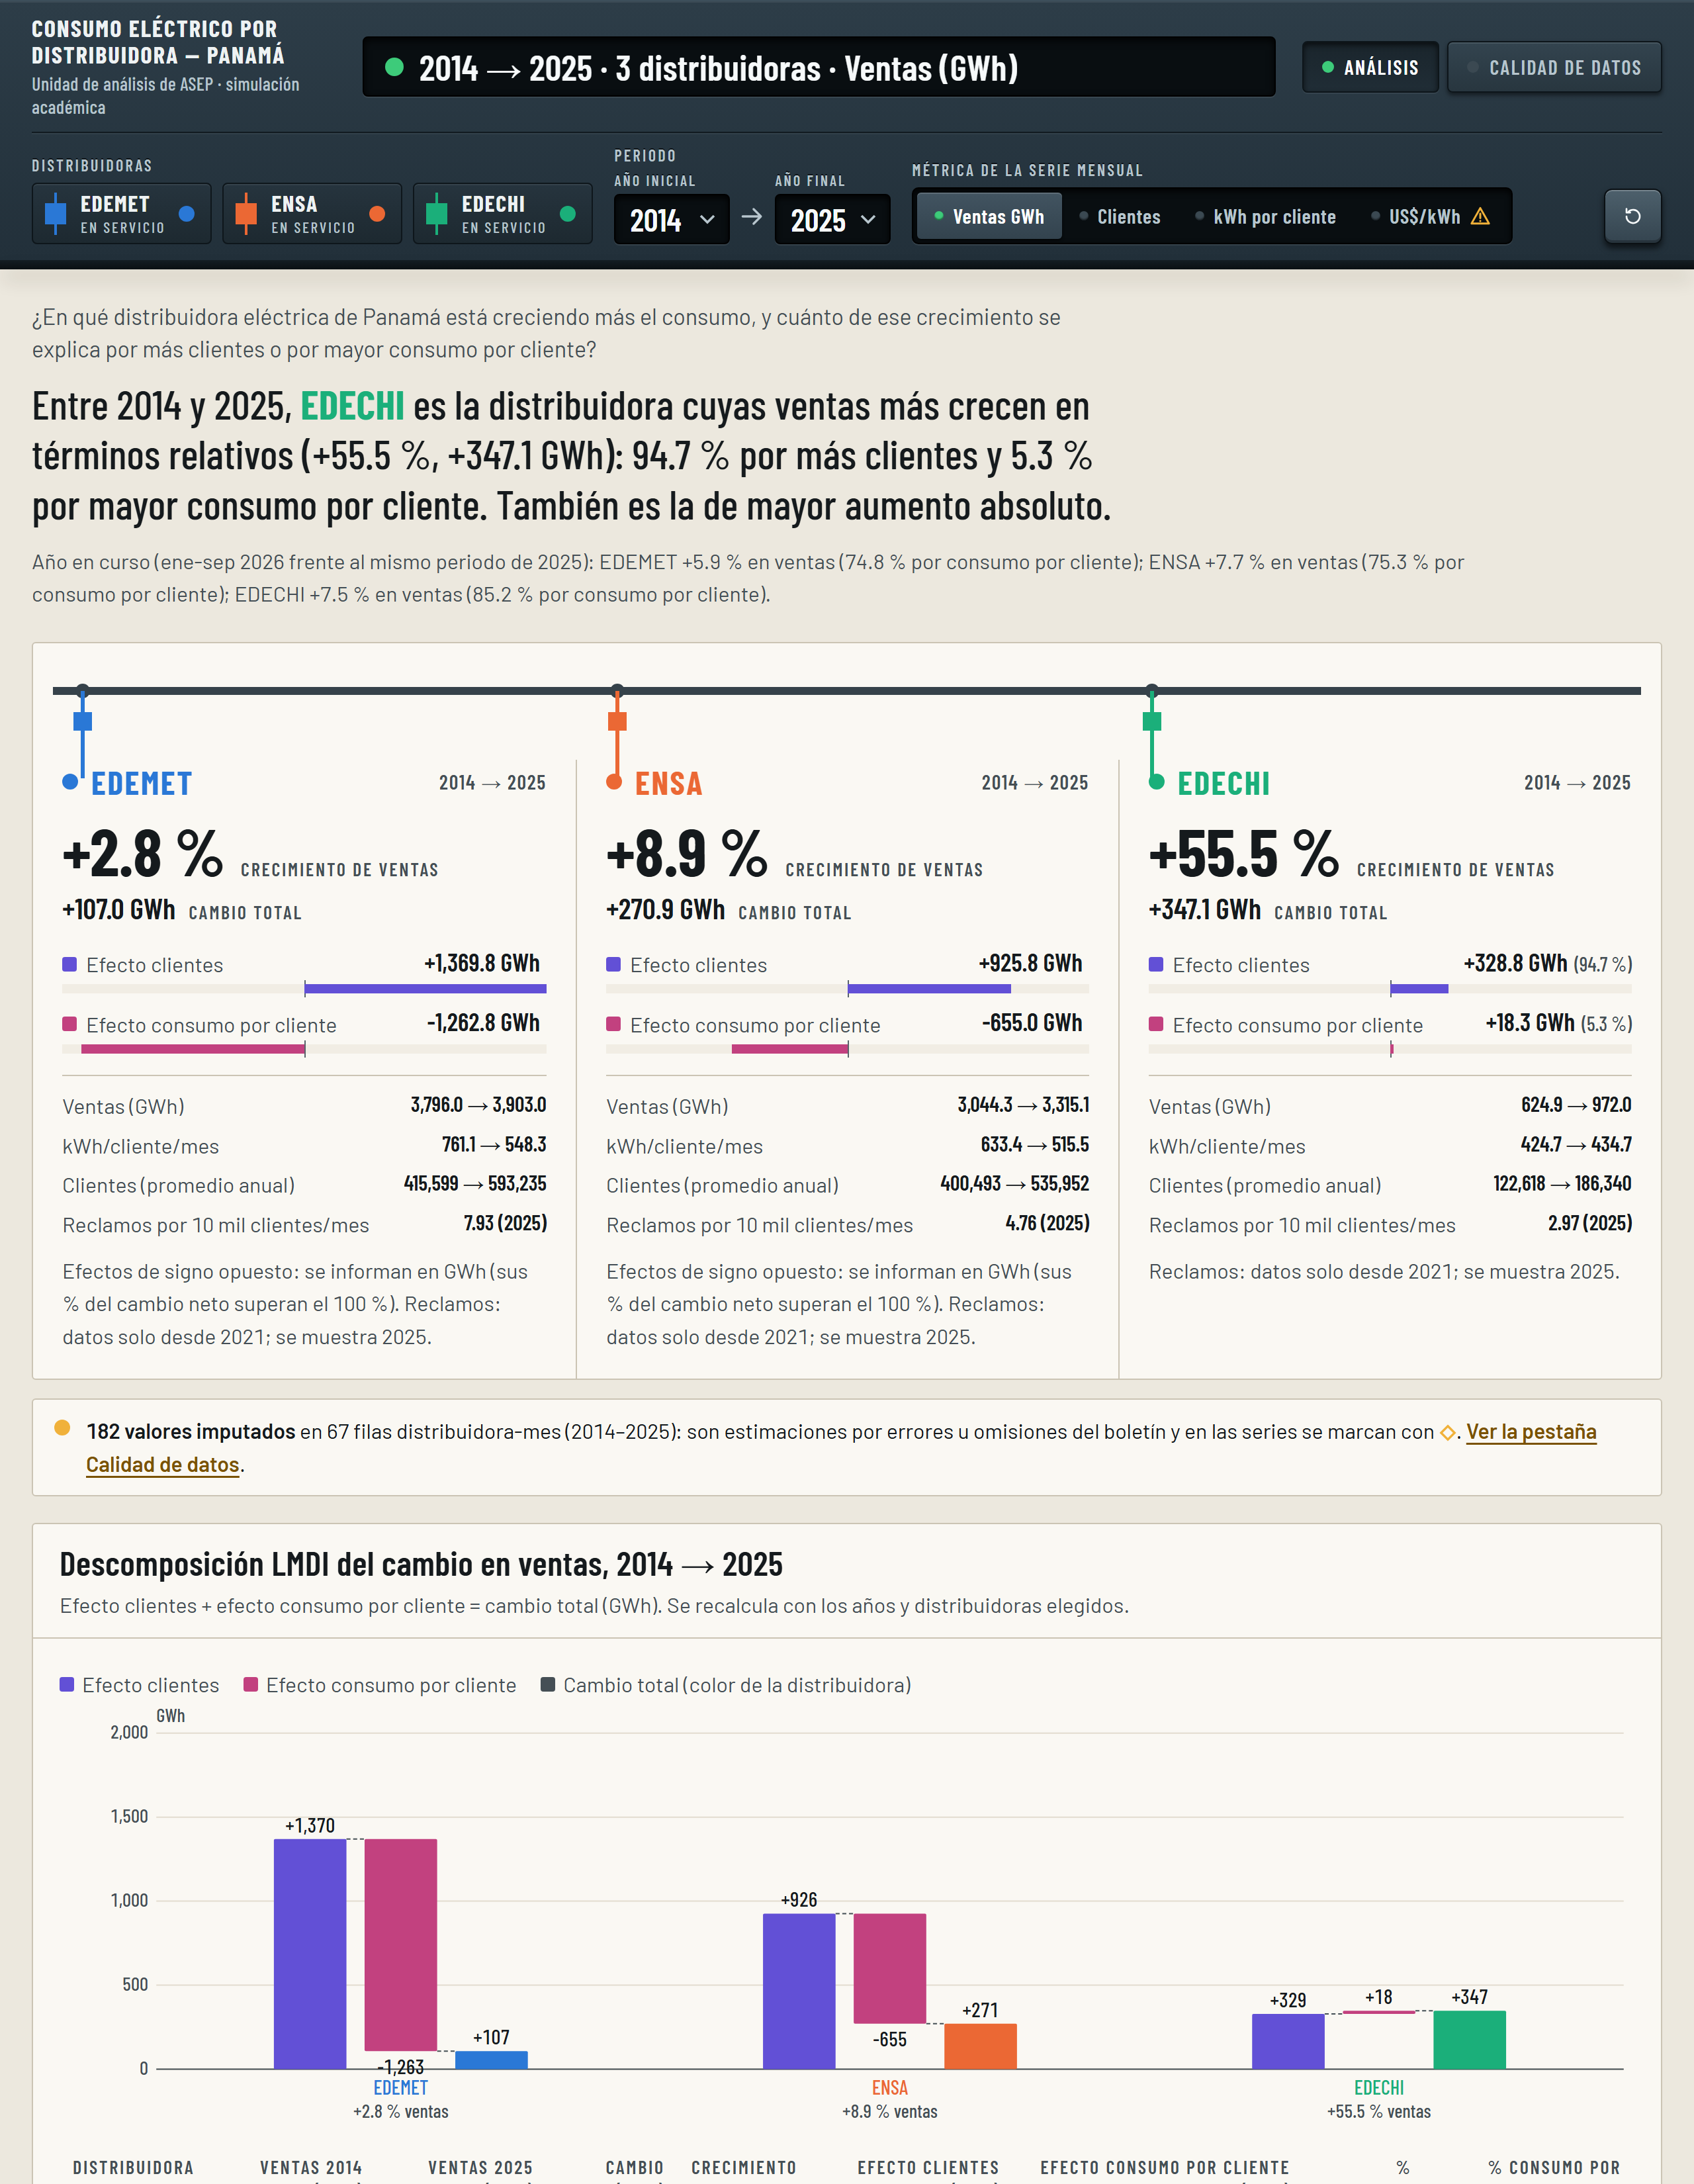 CONSUMO ELÉCTRICO POR
DISTRIBUIDORA — PANAMÁ
Unidad de análisis de ASEP · simulación
académica
2014 → 2025 · 3 distribuidoras · Ventas (GWh)
ANÁLISIS
CALIDAD DE DATOS
DISTRIBUIDORAS
EDEMET
EN SERVICIO
ENSA
EN SERVICIO
EDECHI
EN SERVICIO
PERIODO
AÑO INICIAL
2014
→
AÑO FINAL
2025
MÉTRICA DE LA SERIE MENSUAL
Ventas GWh
Clientes
kWh por cliente
US$/kWh
¿En qué distribuidora eléctrica de Panamá está creciendo más el consumo, y cuánto de ese crecimiento se
explica por más clientes o por mayor consumo por cliente?
Entre 2014 y 2025, EDECHI es la distribuidora cuyas ventas más crecen en
términos relativos (+55.5 %, +347.1 GWh): 94.7 % por más clientes y 5.3 %
por mayor consumo por cliente. También es la de mayor aumento absoluto.
Año en curso (ene-sep 2026 frente al mismo periodo de 2025): EDEMET +5.9 % en ventas (74.8 % por consumo por cliente); ENSA +7.7 % en ventas (75.3 % por
consumo por cliente); EDECHI +7.5 % en ventas (85.2 % por consumo por cliente).
EDEMET
2014 → 2025
+2.8 % CRECIMIENTO DE VENTAS
+107.0 GWh CAMBIO TOTAL
Efecto clientes +1,369.8 GWh
Efecto consumo por cliente -1,262.8 GWh
Ventas (GWh) 3,796.0 → 3,903.0
kWh/cliente/mes 761.1 → 548.3
Clientes (promedio anual) 415,599 → 593,235
Reclamos por 10 mil clientes/mes 7.93 (2025)
Efectos de signo opuesto: se informan en GWh (sus
% del cambio neto superan el 100 %). Reclamos:
datos solo desde 2021; se muestra 2025.
ENSA
2014 → 2025
+8.9 % CRECIMIENTO DE VENTAS
+270.9 GWh CAMBIO TOTAL
Efecto clientes +925.8 GWh
Efecto consumo por cliente -655.0 GWh
Ventas (GWh) 3,044.3 → 3,315.1
kWh/cliente/mes 633.4 → 515.5
Clientes (promedio anual) 400,493 → 535,952
Reclamos por 10 mil clientes/mes 4.76 (2025)
Efectos de signo opuesto: se informan en GWh (sus
% del cambio neto superan el 100 %). Reclamos:
datos solo desde 2021; se muestra 2025.
EDECHI
2014 → 2025
+55.5 % CRECIMIENTO DE VENTAS
+347.1 GWh CAMBIO TOTAL
Efecto clientes +328.8 GWh (94.7 %)
Efecto consumo por cliente +18.3 GWh (5.3 %)
Ventas (GWh) 624.9 → 972.0
kWh/cliente/mes 424.7 → 434.7
Clientes (promedio anual) 122,618 → 186,340
Reclamos por 10 mil clientes/mes 2.97 (2025)
Reclamos: datos solo desde 2021; se muestra 2025.
182 valores imputados en 67 filas distribuidora-mes (2014–2025): son estimaciones por errores u omisiones del boletín y en las series se marcan con ◇. Ver la pestaña
Calidad de datos.
Descomposición LMDI del cambio en ventas, 2014 → 2025
Efecto clientes + efecto consumo por cliente = cambio total (GWh). Se recalcula con los años y distribuidoras elegidos.
Efecto clientes
Efecto consumo por cliente
Cambio total (color de la distribuidora)
GWh
2,000
1,500
1,000
500
0
+1,370
-1,263
+107
+926
-655
+271
+329
+18
+347
EDEMET
+2.8 % ventas
ENSA
+8.9 % ventas
EDECHI
+55.5 % ventas
DISTRIBUIDORA VENTAS 2014 VENTAS 2025 CAMBIO CRECIMIENTO EFECTO CLIENTES EFECTO CONSUMO POR CLIENTE % % CONSUMO POR